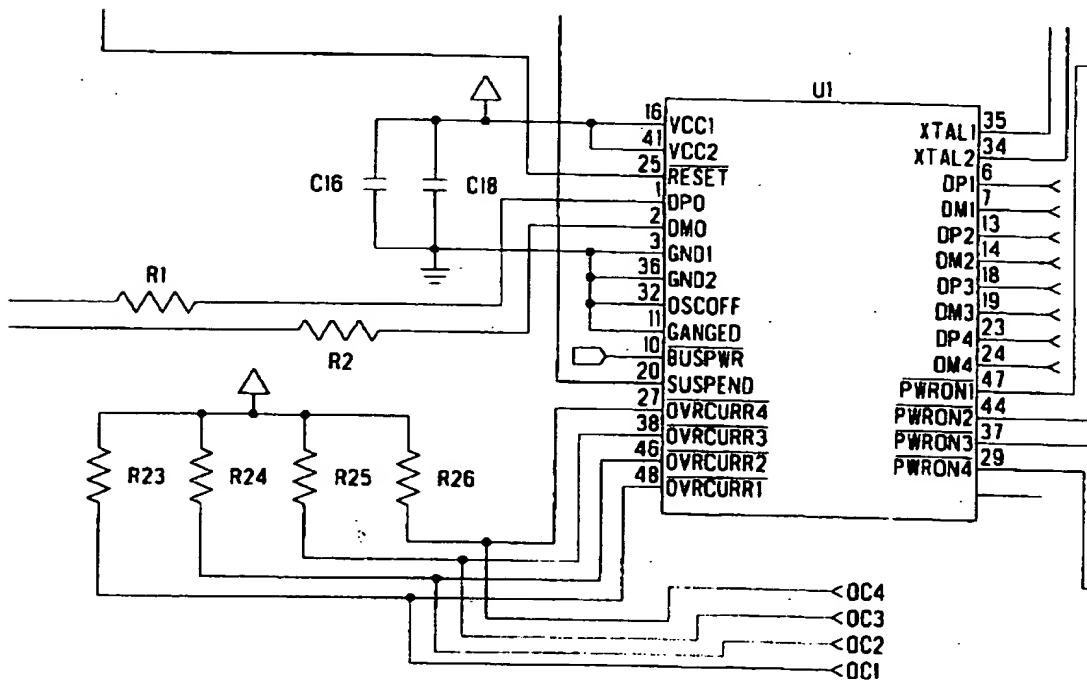 U1
16 VCC1
41 VCC2
25 RESET
1 DP0
2 DM0
3 GND1
36 GND2
32 OSCOFF
11 GANGED
10 BUSPWR
20 SUSPEND
27 OVRCURR4
38 OVRCURR3
46 OVRCURR2
48 OVRCURR1
XTAL1 35
XTAL2 34
DP1 6
DM1 7
DP2 13
DM2 14
DP3 18
DM3 19
DP4 23
DM4 24
PWRON1 47
PWRON2 44
PWRON3 37
PWRON4 29
C16
C18
R1
R2
R23
R24
R25
R26
OC4
OC3
OC2
OC1